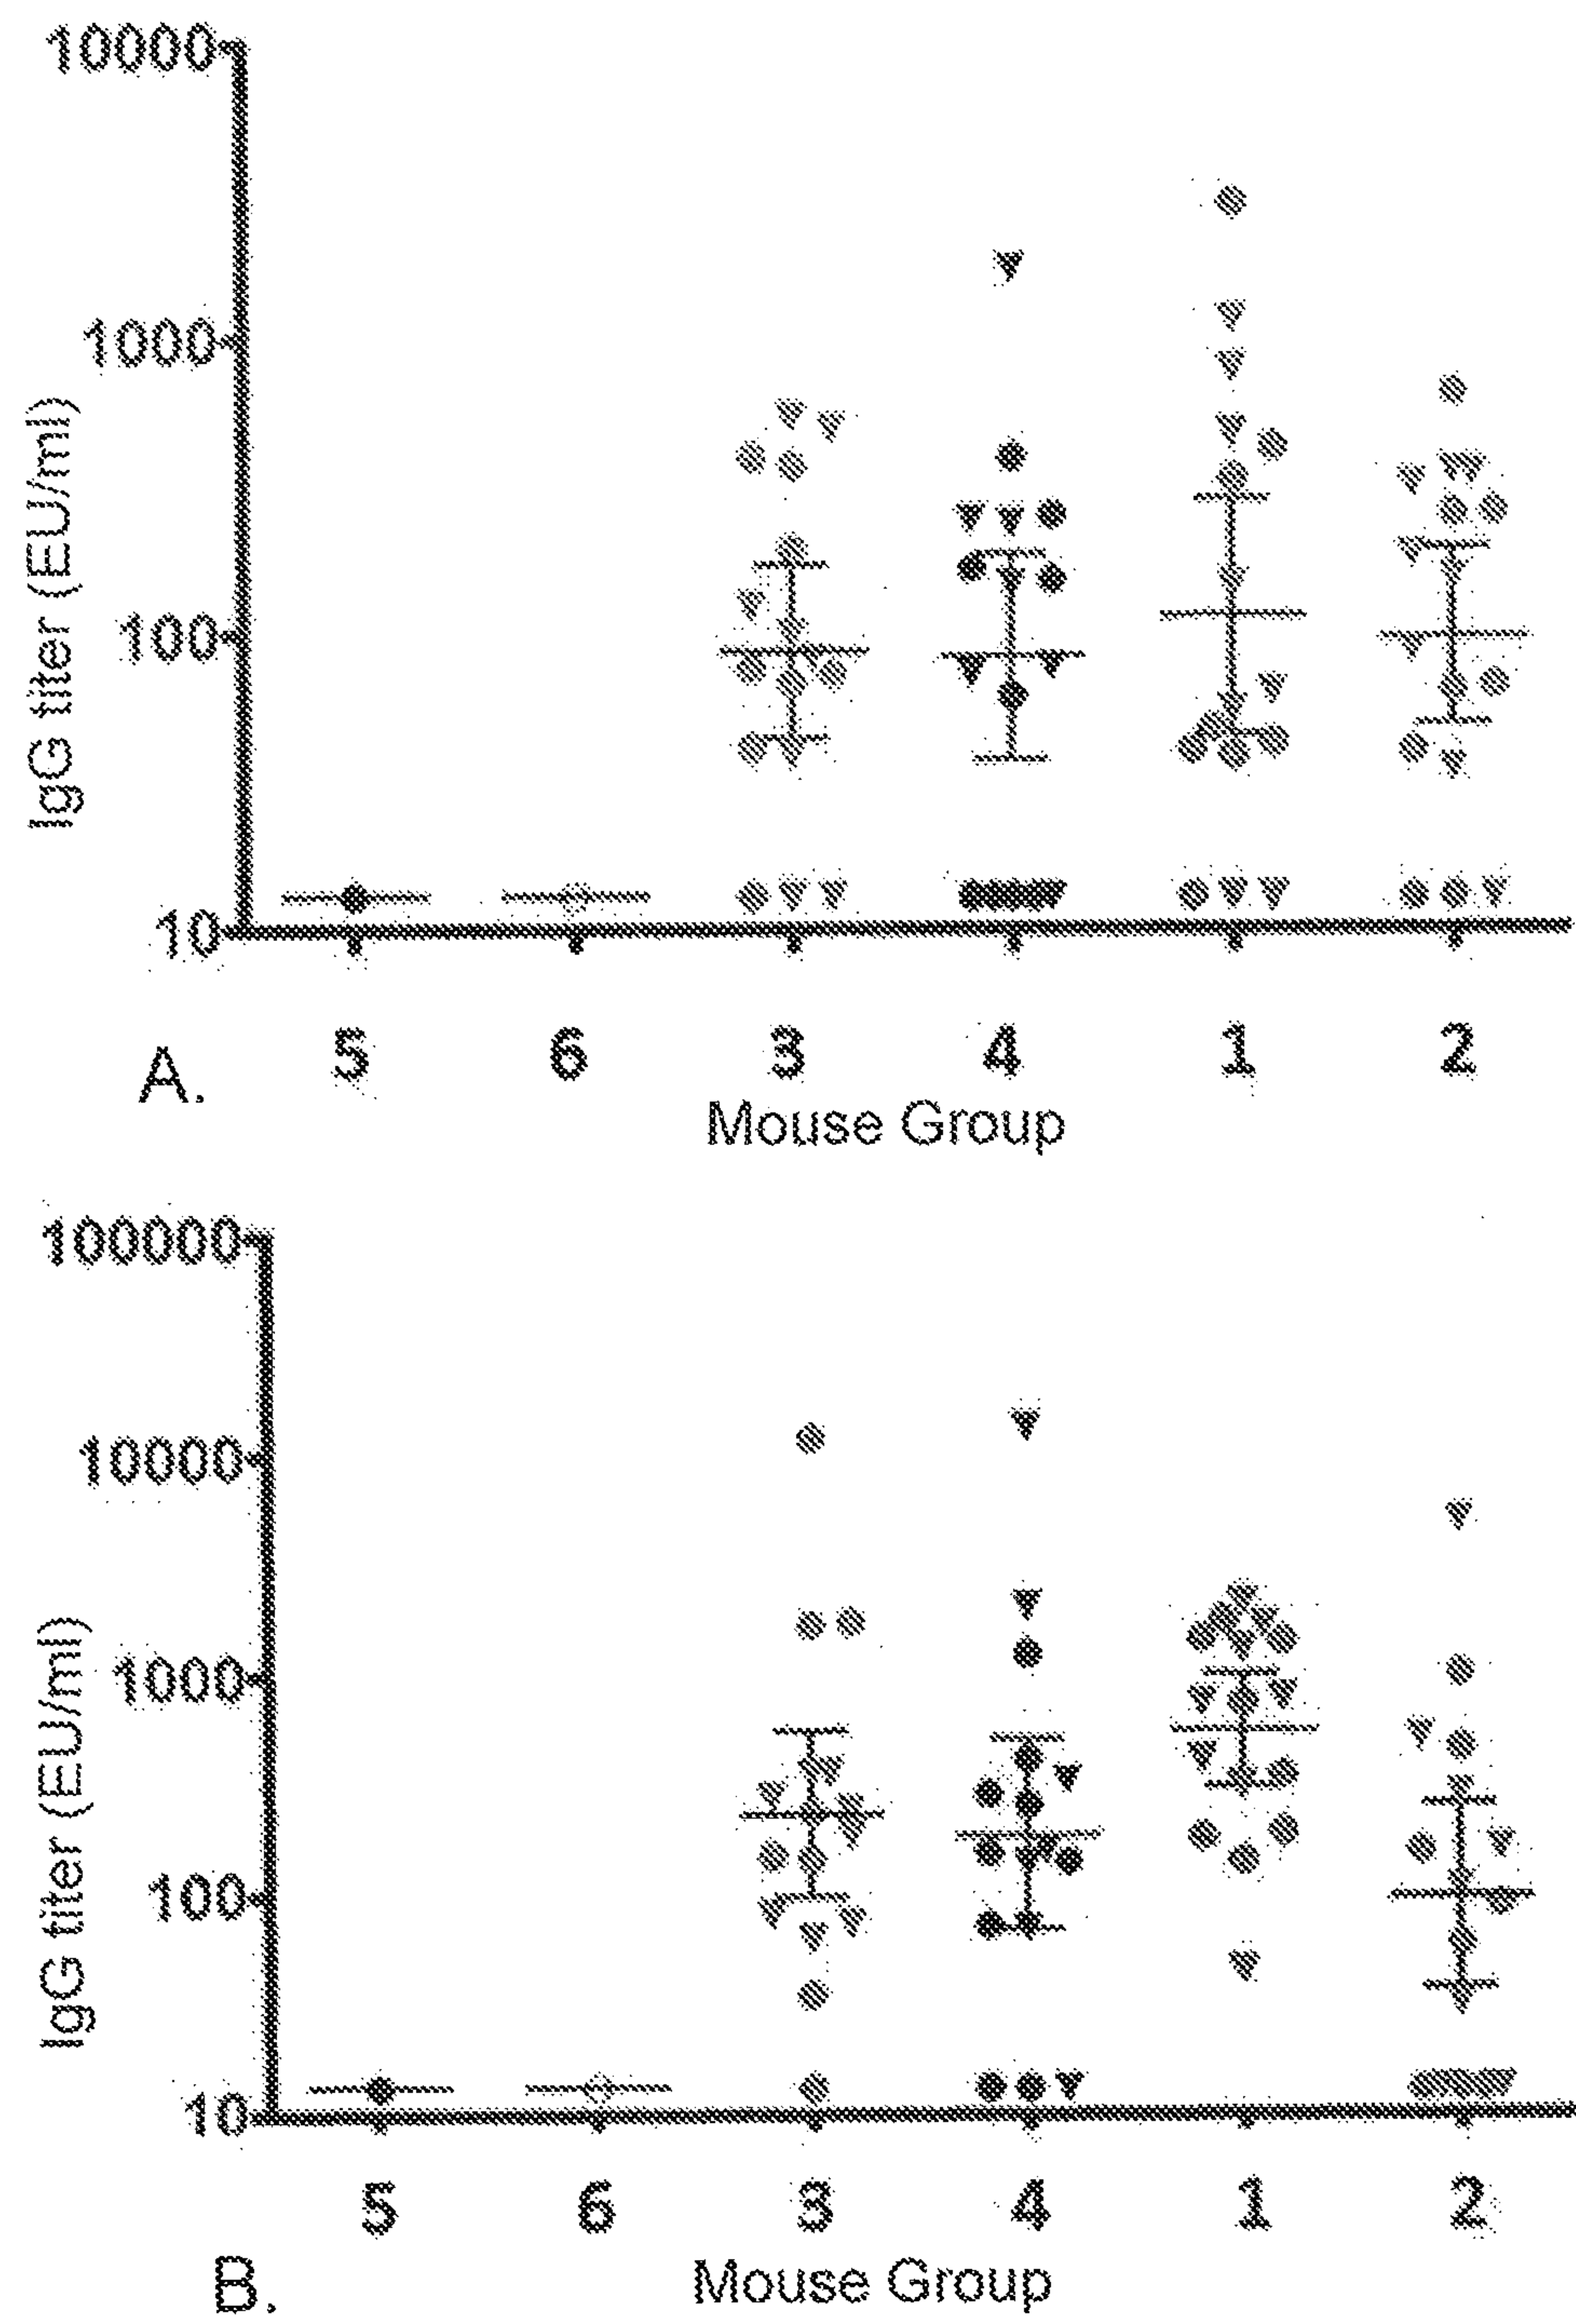 10000
1000
100
10
IgG titer (EU/ml)
5 6 3 4 1 2
A.
Mouse Group
100000
10000
1000
100
10
IgG titer (EU/ml)
5 6 3 4 1 2
B.
Mouse Group